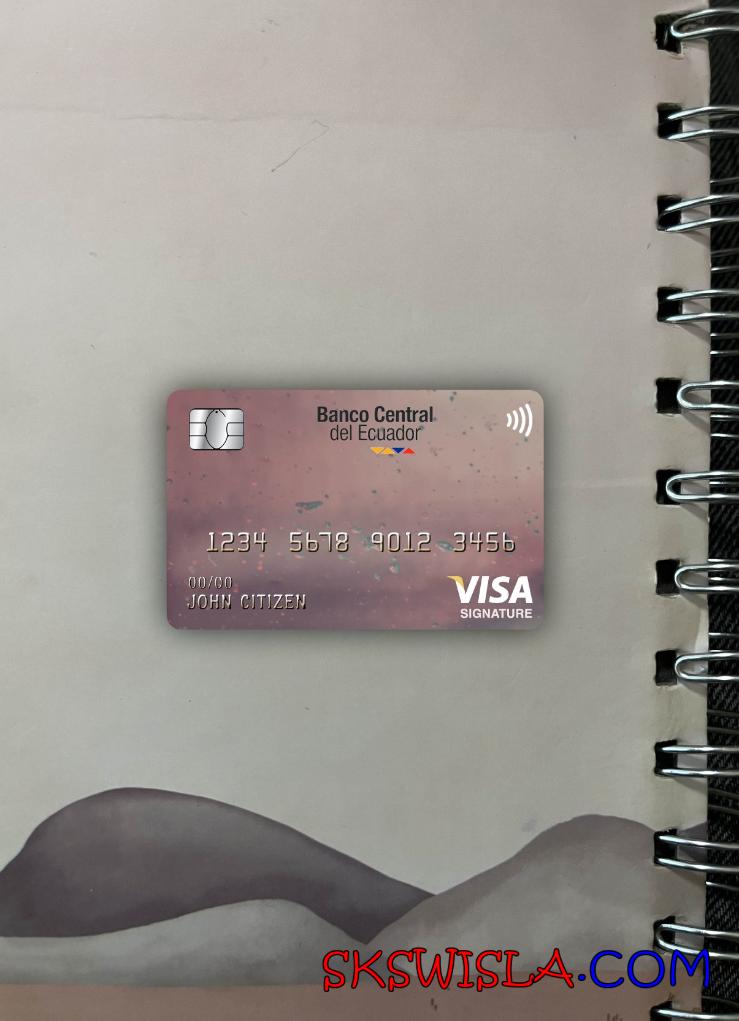 Banco Central
del Ecuador
1234 5678 9012 3456
00/00
JOHN CITIZEN
VISA
SIGNATURE
SKSWISLA.COM